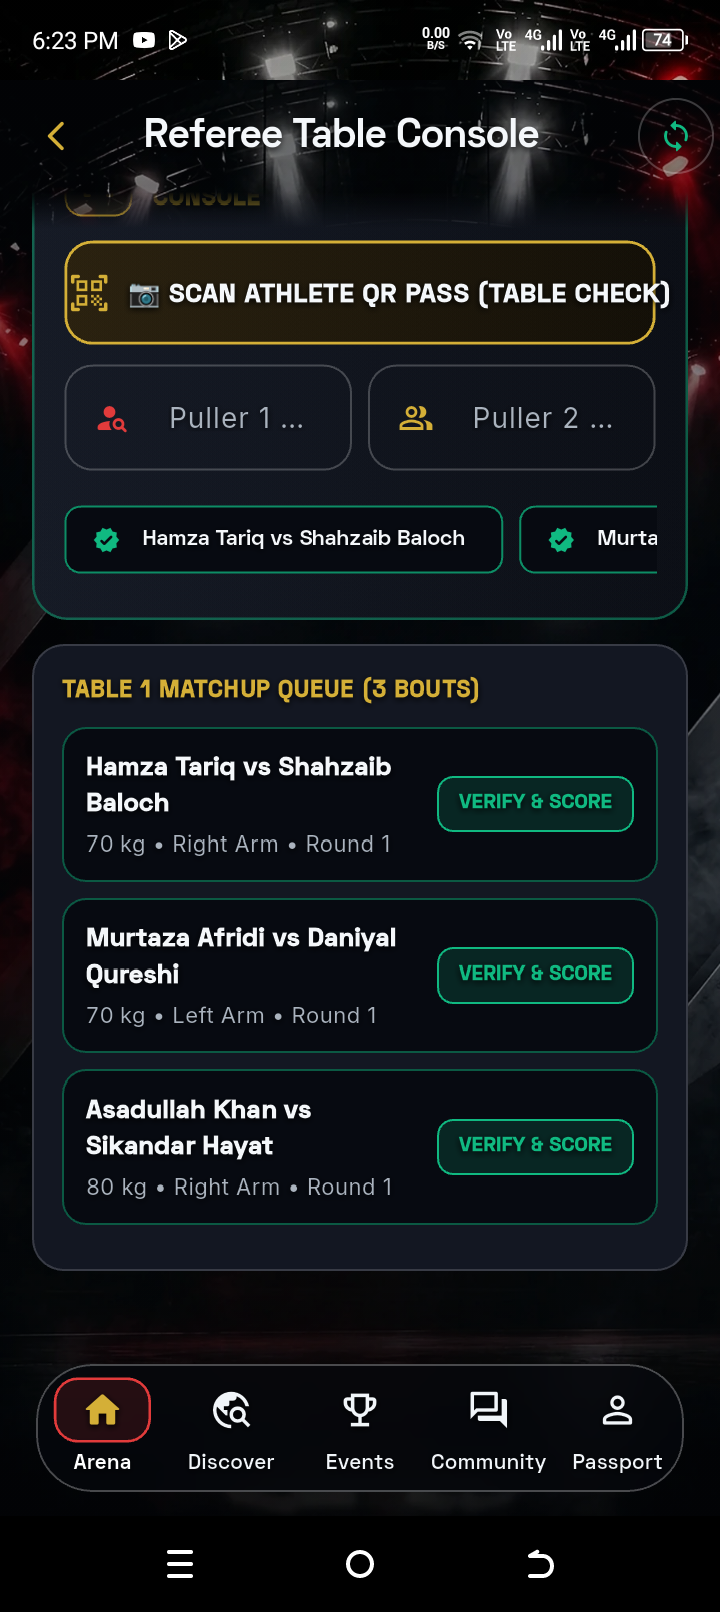 6:23 PM
0.00 B/S Vo LTE 4G Vo LTE 4G 74
Referee Table Console
CONSOLE
📷 SCAN ATHLETE QR PASS (TABLE CHECK)
Puller 1 ... Puller 2 ...
Hamza Tariq vs Shahzaib Baloch Murta
TABLE 1 MATCHUP QUEUE (3 BOUTS)
Hamza Tariq vs Shahzaib
Baloch
70 kg • Right Arm • Round 1
VERIFY & SCORE
Murtaza Afridi vs Daniyal
Qureshi
70 kg • Left Arm • Round 1
VERIFY & SCORE
Asadullah Khan vs
Sikandar Hayat
80 kg • Right Arm • Round 1
VERIFY & SCORE
Arena Discover Events Community Passport